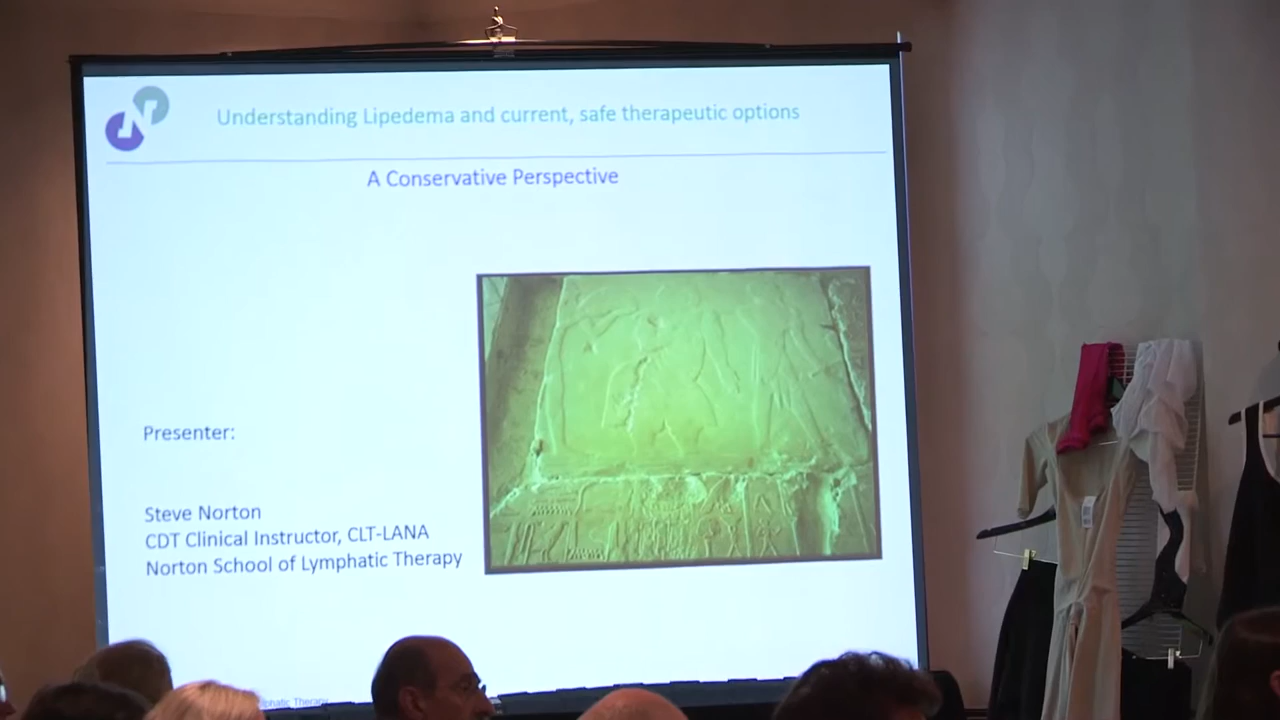 Understanding Lipedema and current, safe therapeutic options
A Conservative Perspective
Presenter:
Steve Norton
CDT Clinical Instructor, CLT-LANA
Norton School of Lymphatic Therapy
Therapy